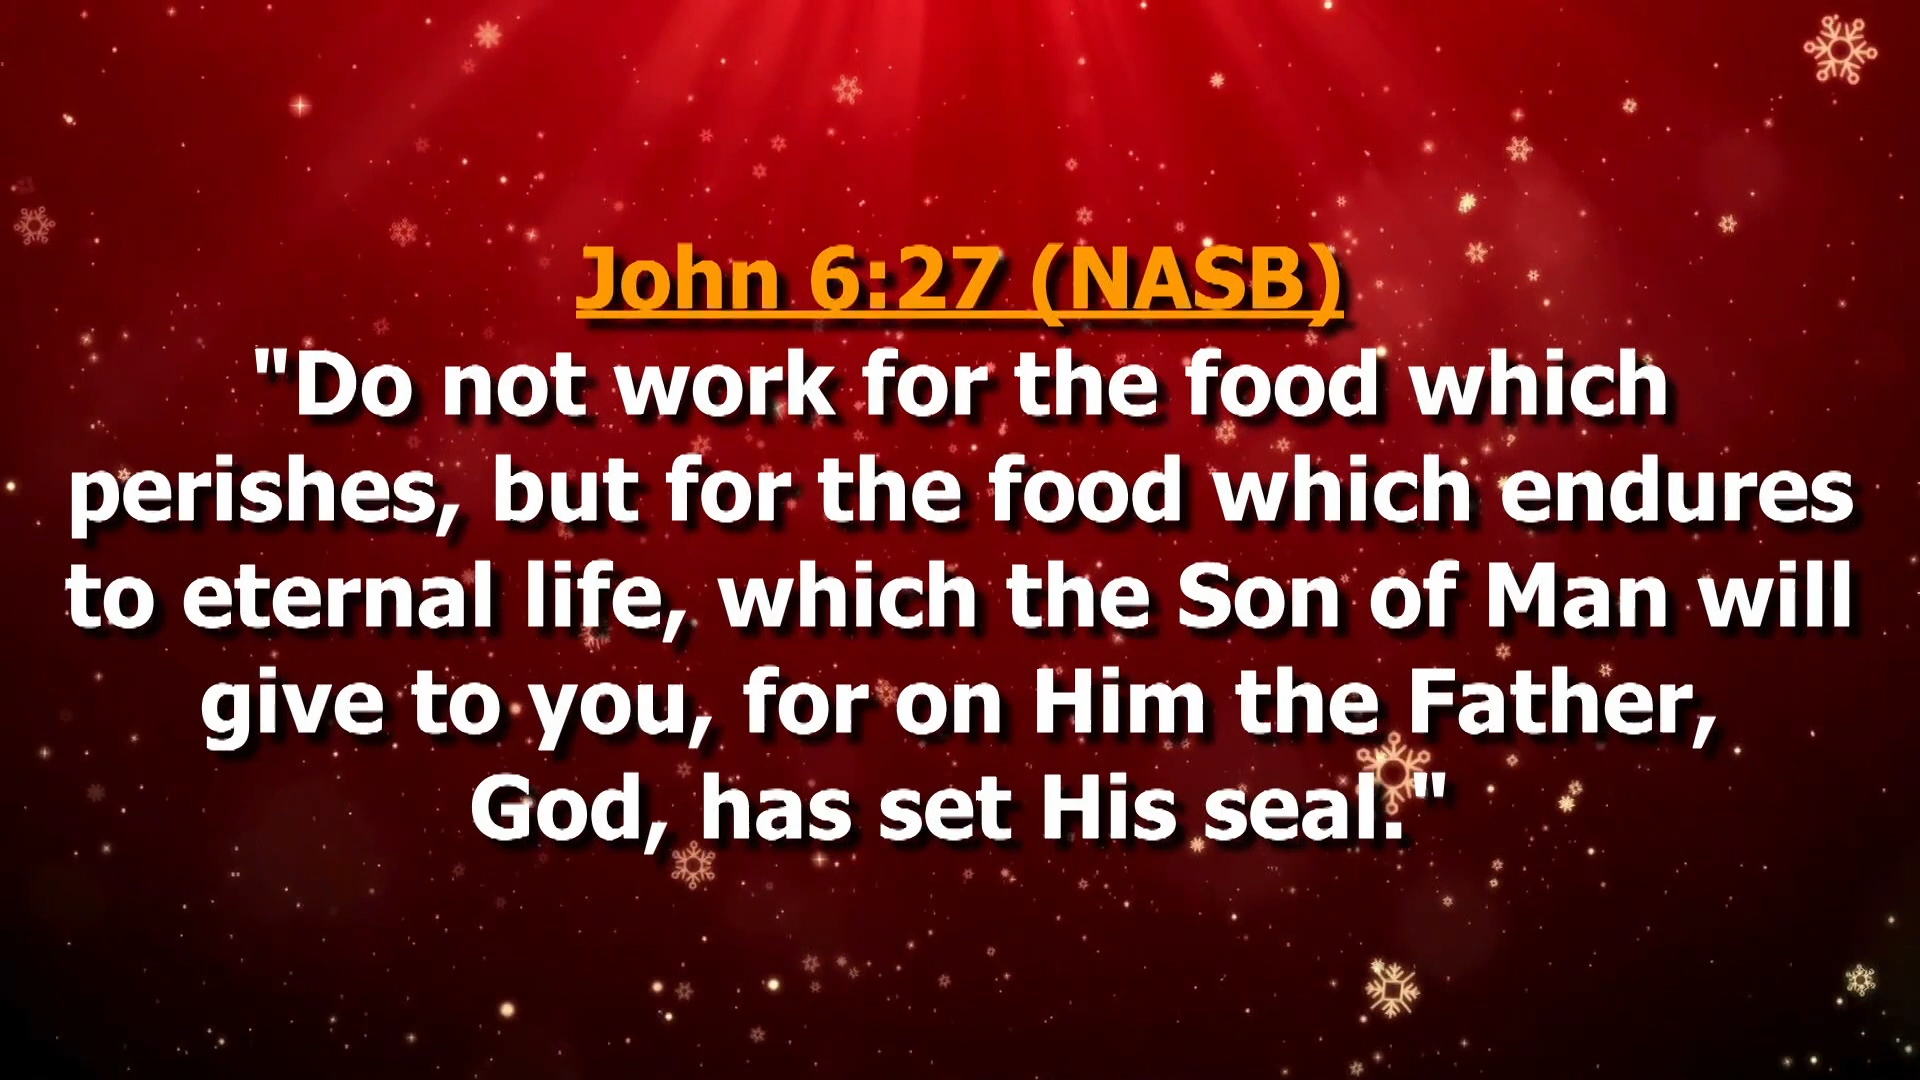 John 6:27 (NASB)
"Do not work for the food which
perishes, but for the food which endures
to eternal life, which the Son of Man will
give to you, for on Him the Father,
God, has set His seal."